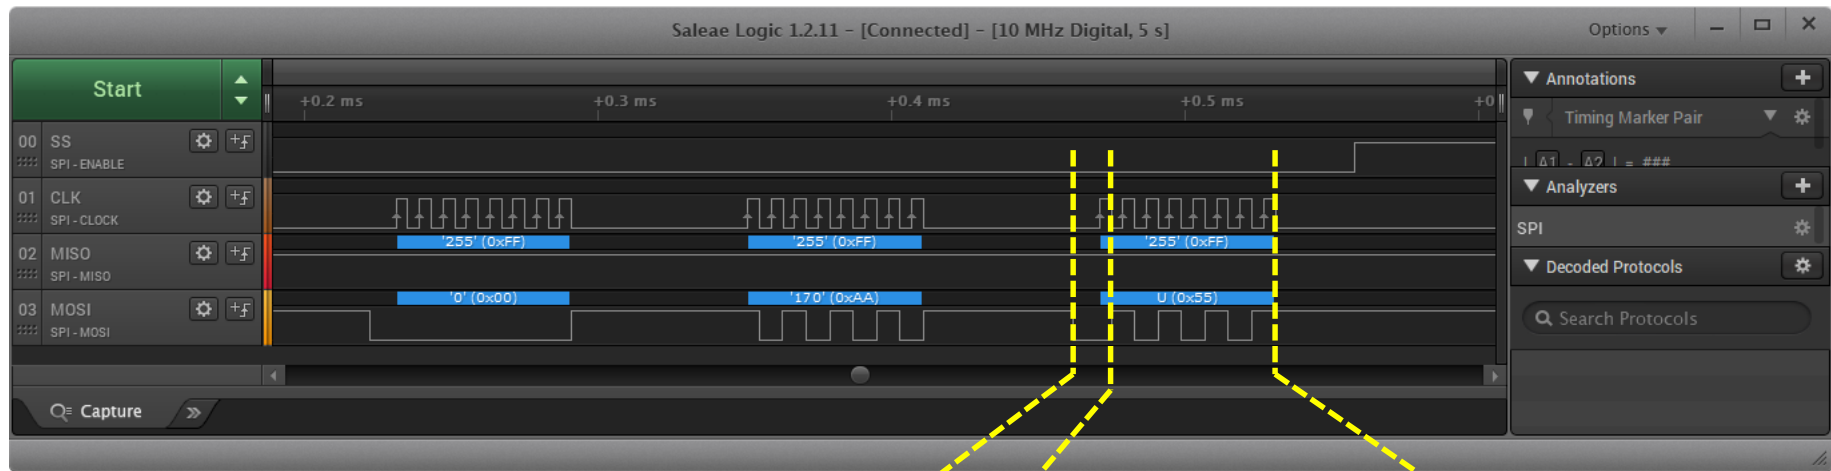 Saleae Logic 1.2.11 – [Connected] – [10 MHz Digital, 5 s]
Options
Start
+0.2 ms
+0.3 ms
+0.4 ms
+0.5 ms
+0
Annotations
Timing Marker Pair
| A1 - A2 | = ###
00 SS
SPI - ENABLE
01 CLK
SPI - CLOCK
Analyzers
SPI
'255' (0xFF)
'255' (0xFF)
'255' (0xFF)
02 MISO
SPI - MISO
Decoded Protocols
Search Protocols
'0' (0x00)
'170' (0xAA)
U (0x55)
03 MOSI
SPI - MOSI
Capture